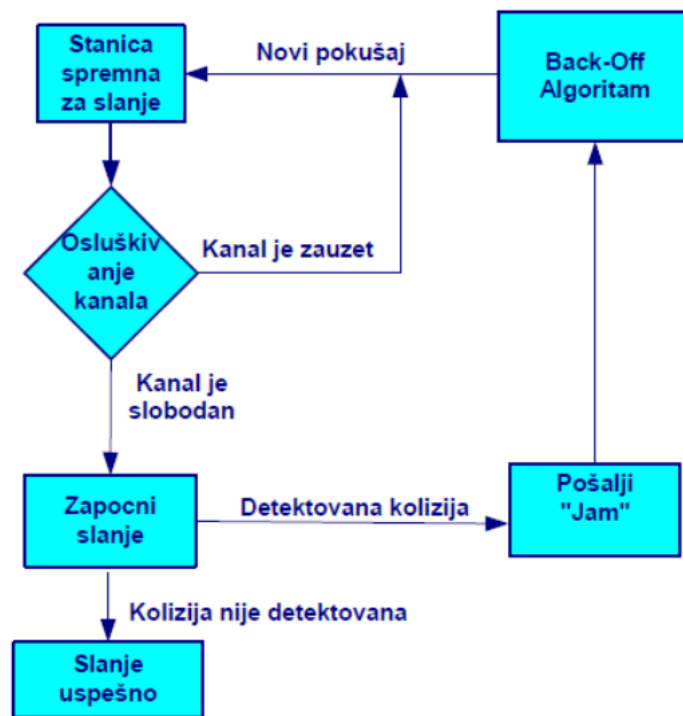 Stanica
spremna
za slanje
Novi pokušaj
Back-Off
Algoritam
Osluškiv
anje
kanala
Kanal je zauzet
Kanal je
slobodan
Zapocni
slanje
Detektovana kolizija
Pošalji
"Jam"
Kolizija nije detektovana
Slanje
uspešno